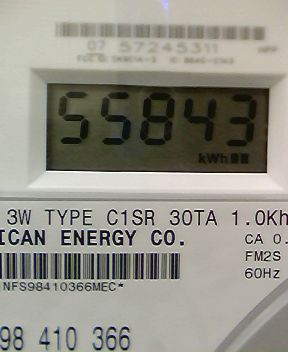 07 57245311
55843
kWh
3W TYPE C1SR 30TA 1.0Kh
ICAN ENERGY CO.
CA 0.
FM2S
60Hz
NFS98410366MEC*
98 410 366